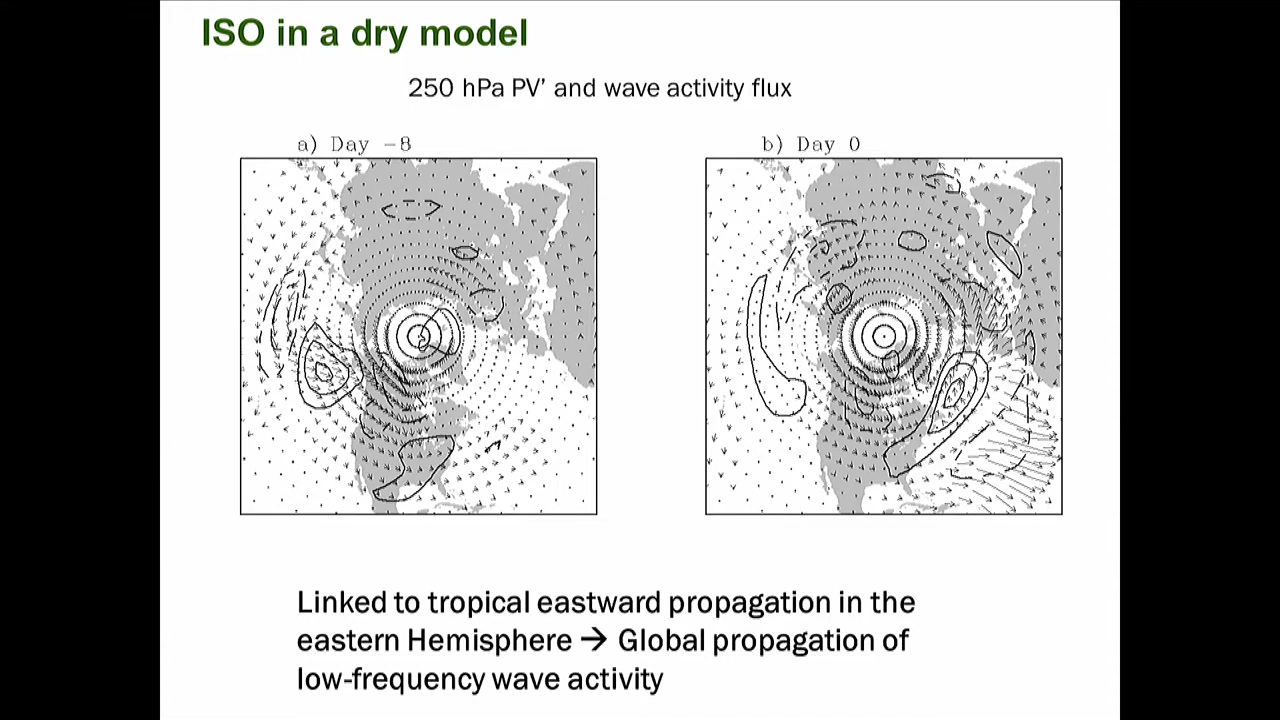 ISO in a dry model
250 hPa PV’ and wave activity flux
a) Day −8
b) Day 0
Linked to tropical eastward propagation in the
eastern Hemisphere → Global propagation of
low-frequency wave activity